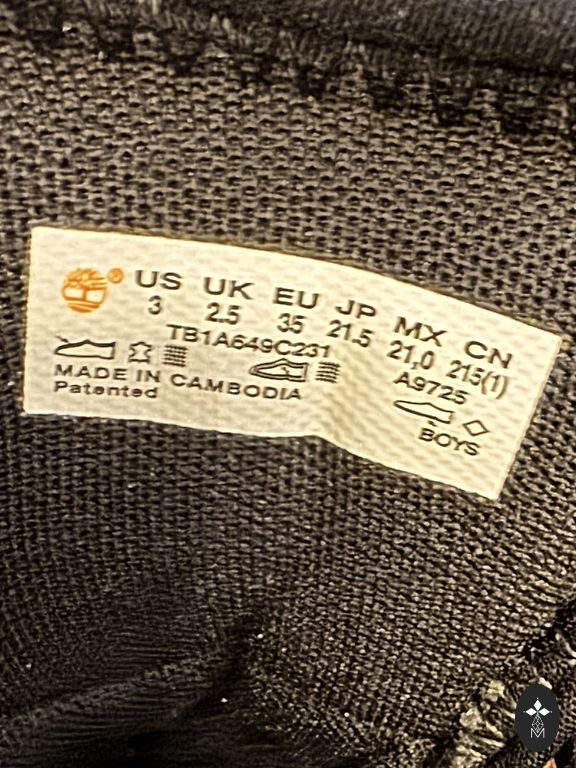 US UK EU JP MX CN
3 2.5 35 21.5 21,0 215(1)
TB1A649C231 A9725
MADE IN CAMBODIA BOYS
Patented
M